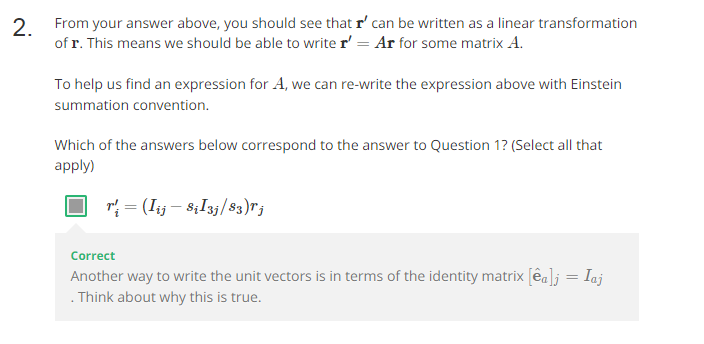 2. From your answer above, you should see that r′ can be written as a linear transformation
of r. This means we should be able to write r′ = Ar for some matrix A.
To help us find an expression for A, we can re-write the expression above with Einstein
summation convention.
Which of the answers below correspond to the answer to Question 1? (Select all that
apply)
r′ᵢ = (Iᵢⱼ − sᵢI₃ⱼ/s₃)rⱼ
Correct
Another way to write the unit vectors is in terms of the identity matrix [êₐ]ⱼ = Iₐⱼ
. Think about why this is true.